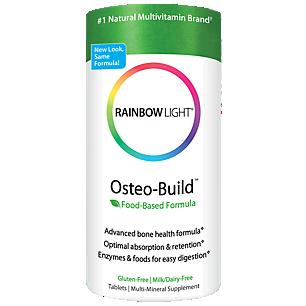 #1 Natural Multivitamin Brand*
New Look,
Same
Formula!
RAINBOW LIGHT®
Osteo-Build™
Food-Based Formula
Advanced bone health formula*
Optimal absorption & retention*
Enzymes & foods for easy digestion*
Gluten-Free | Milk/Dairy-Free
Tablets | Multi-Mineral Supplement